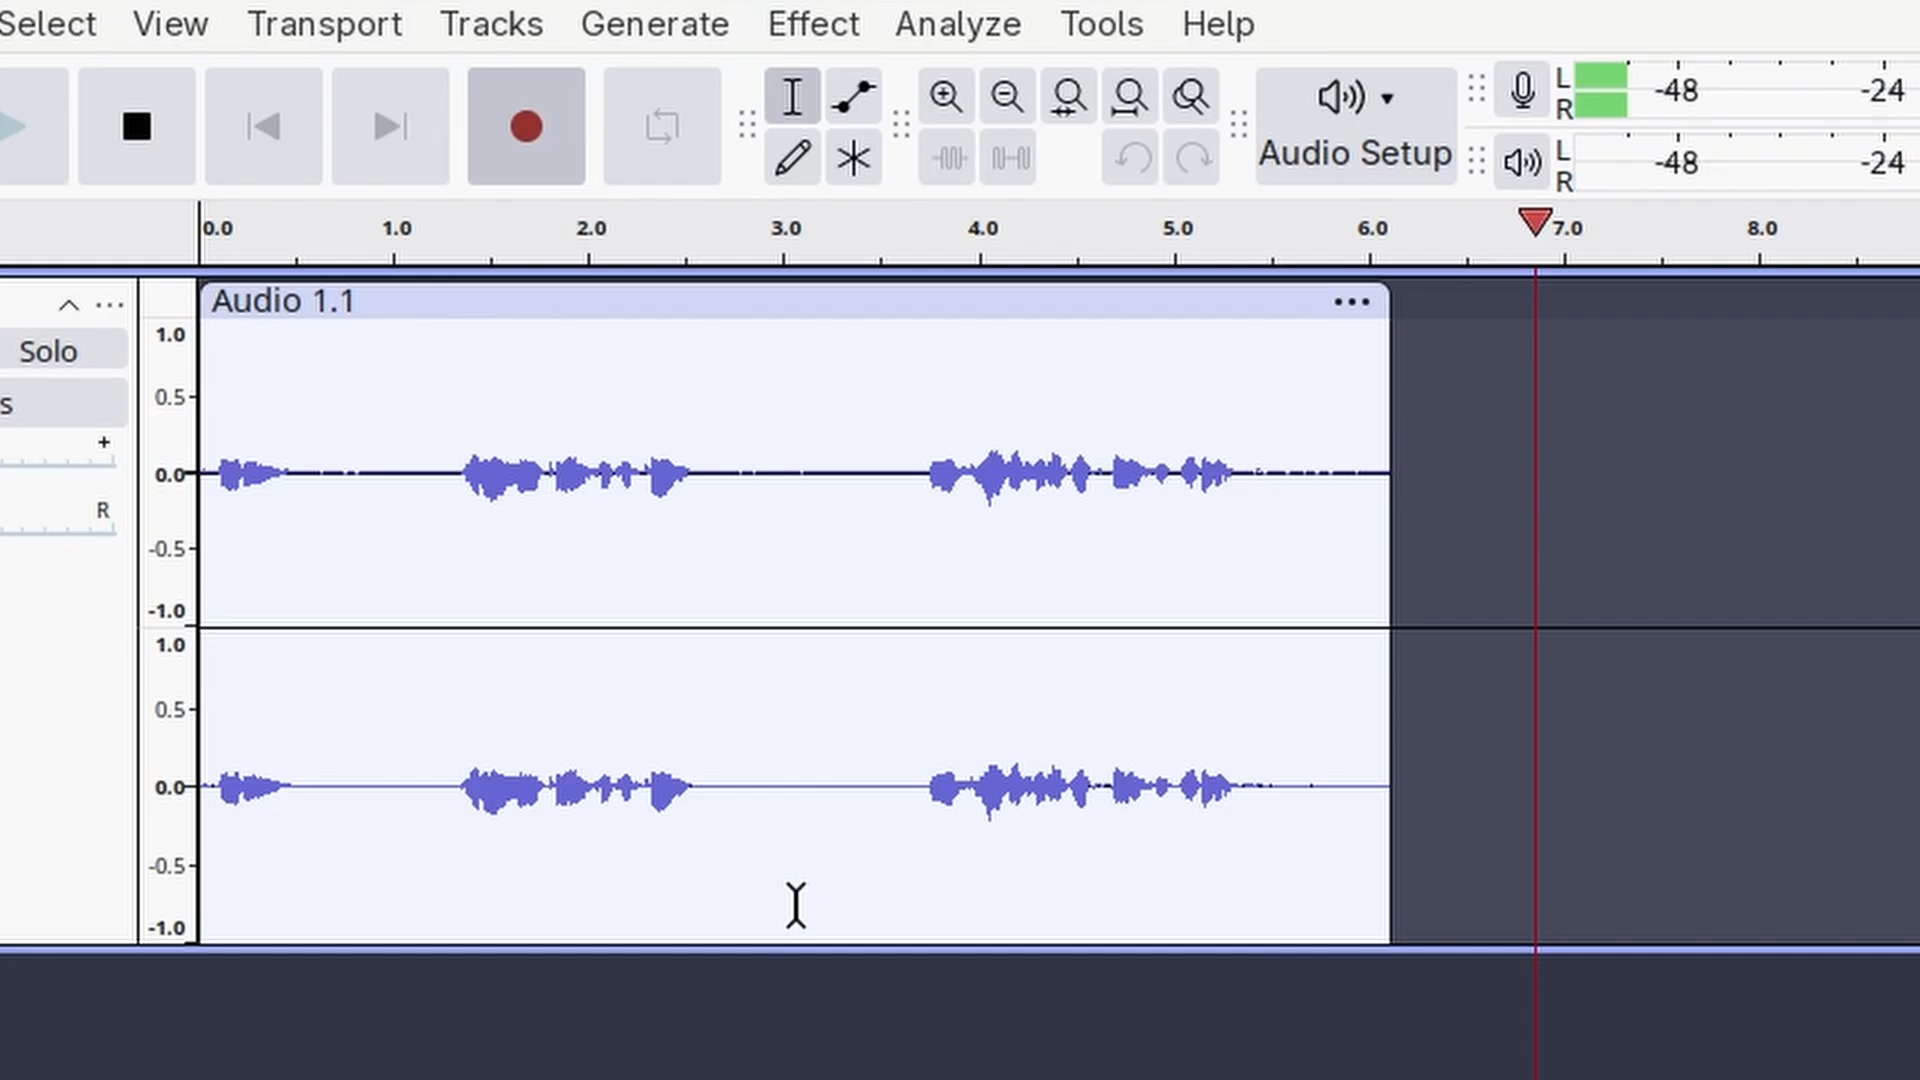 Select View Transport Tracks Generate Effect Analyze Tools Help
L -48 -24
R
Audio Setup
L -48 -24
R
0.0 1.0 2.0 3.0 4.0 5.0 6.0 7.0 8.0
Audio 1.1
Solo
s
+
R
1.0
0.5
0.0
-0.5
-1.0
1.0
0.5
0.0
-0.5
-1.0